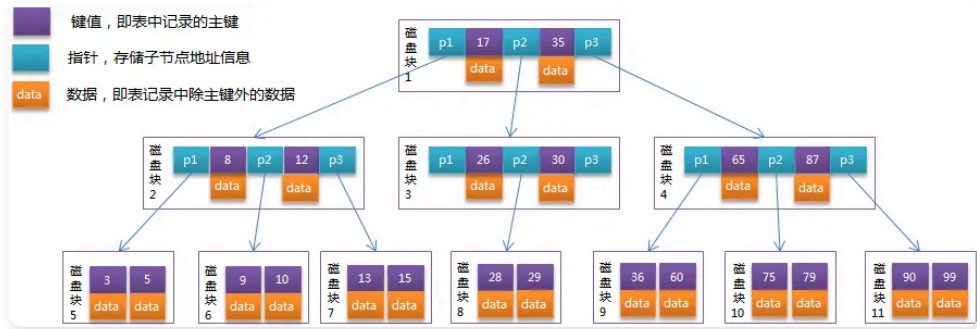 键值，即表中记录的主键
指针，存储子节点地址信息
data 数据，即表记录中除主键外的数据
磁盘块1
p1 17 p2 35 p3
data data
磁盘块2
p1 8 p2 12 p3
data data
磁盘块3
p1 26 p2 30 p3
data data
磁盘块4
p1 65 p2 87 p3
data data
磁盘块5
3 5
data data
磁盘块6
9 10
data data
磁盘块7
13 15
data data
磁盘块8
28 29
data data
磁盘块9
36 60
data data
磁盘块10
75 79
data data
磁盘块11
90 99
data data